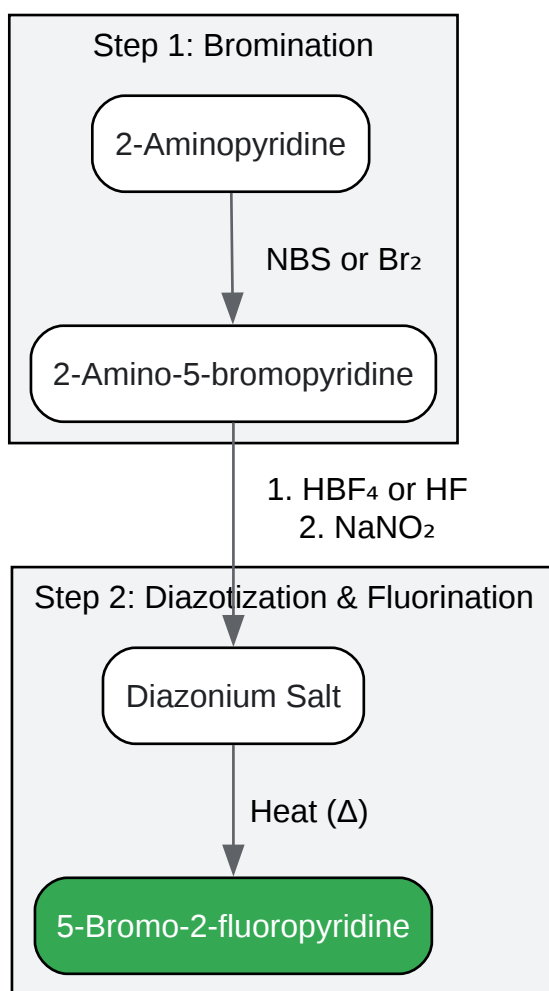 Step 1: Bromination
2-Aminopyridine
NBS or Br₂
2-Amino-5-bromopyridine
1. HBF₄ or HF
2. NaNO₂
Step 2: Diazotization & Fluorination
Diazonium Salt
Heat (Δ)
5-Bromo-2-fluoropyridine